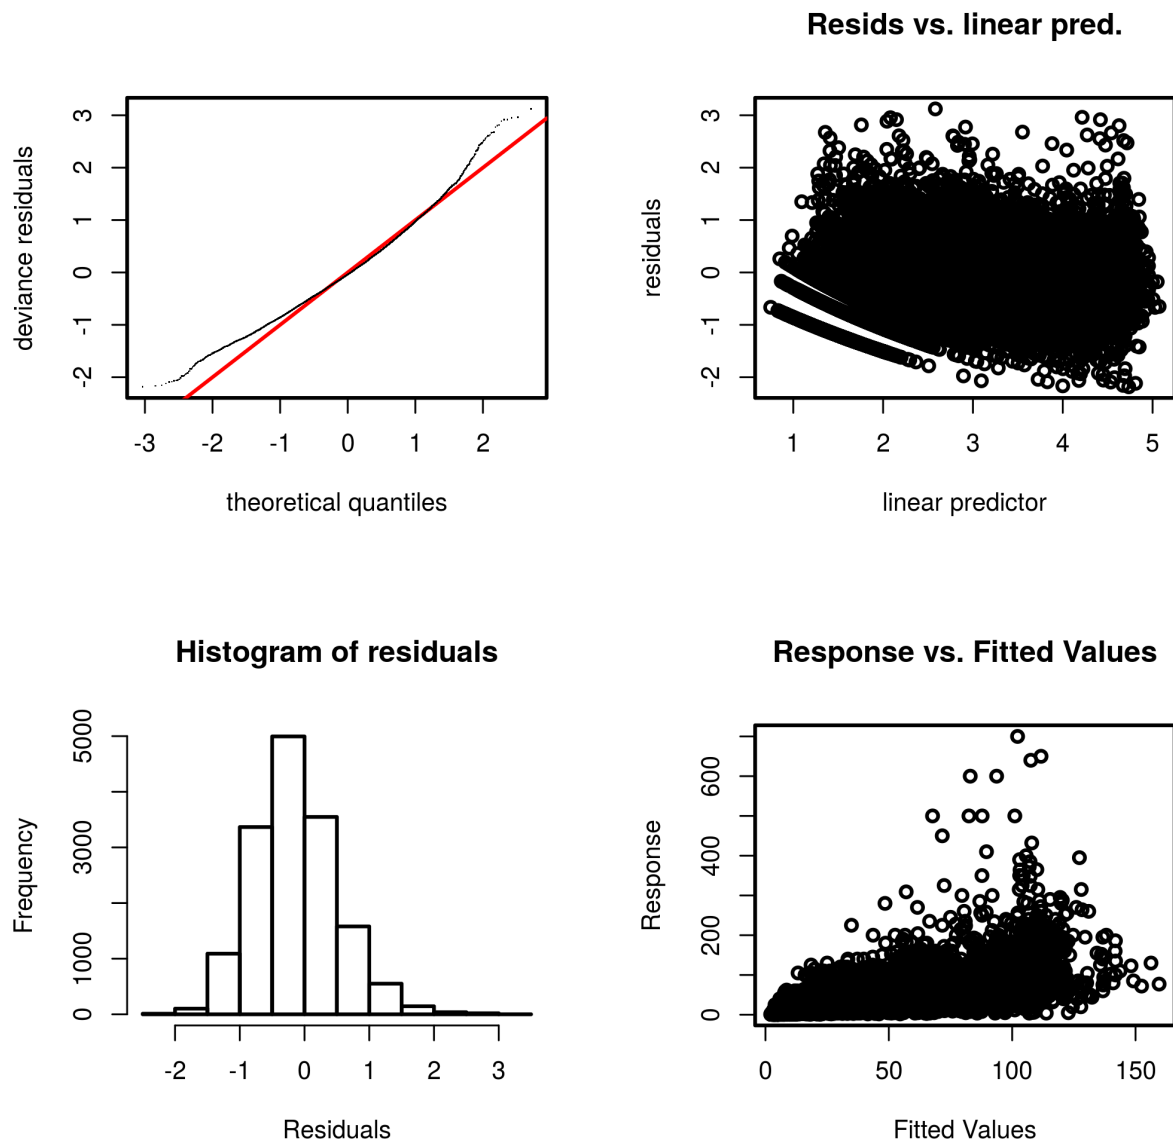 deviance residuals
3
2
1
0
-1
-2
-3 -2 -1 0 1 2
theoretical quantiles
Resids vs. linear pred.
residuals
3
2
1
0
-1
-2
1 2 3 4 5
linear predictor
Histogram of residuals
Frequency
5000
3000
1000
0
-2 -1 0 1 2 3
Residuals
Response vs. Fitted Values
Response
600
400
200
0
0 50 100 150
Fitted Values